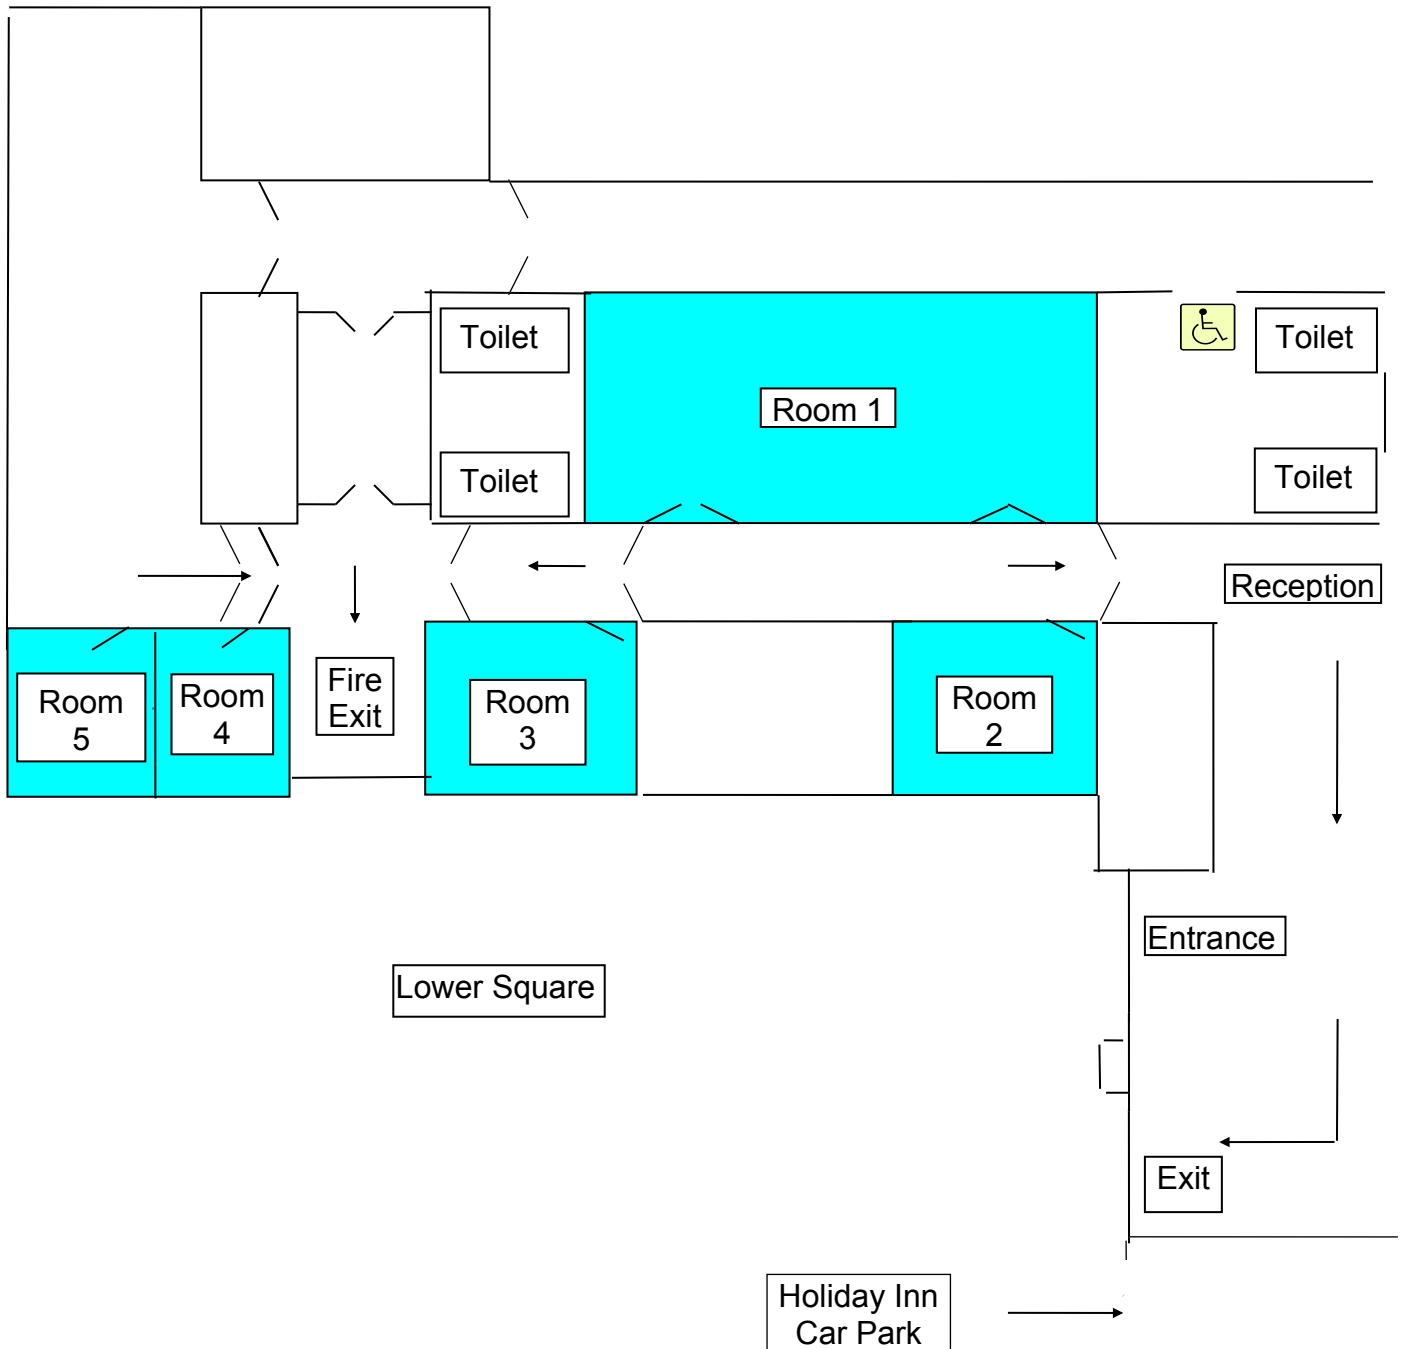 Toilet
Toilet
Room 1
Toilet
Toilet
Reception
Room
5
Room
4
Fire
Exit
Room
3
Room
2
Entrance
Lower Square
Exit
Holiday Inn
Car Park